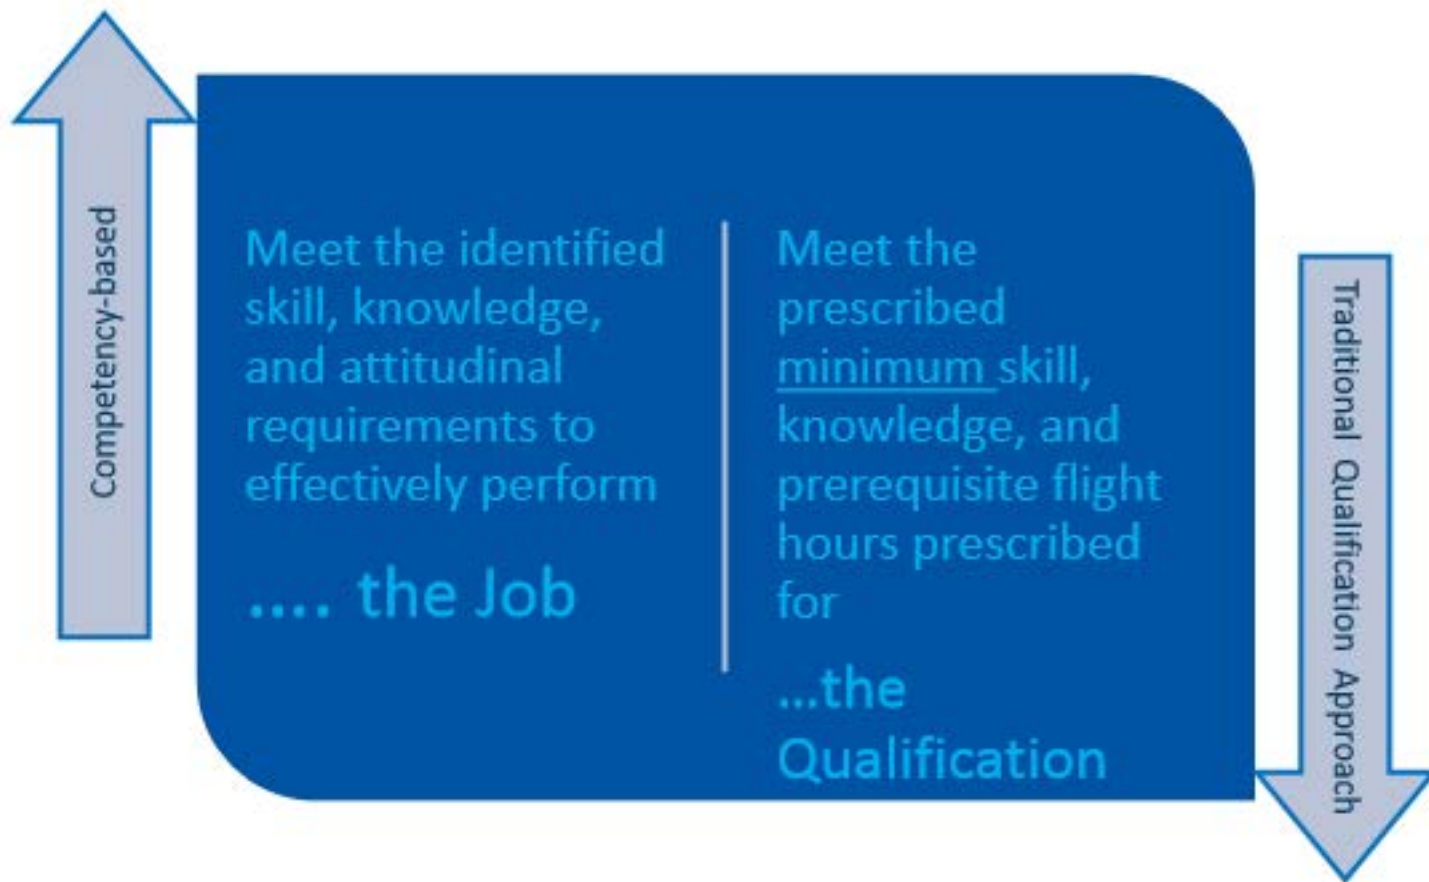 Competency-based
Meet the identified
skill, knowledge,
and attitudinal
requirements to
effectively perform
.... the Job
Meet the
prescribed
minimum skill,
knowledge, and
prerequisite flight
hours prescribed
for
...the
Qualification
Traditional Qualification Approach